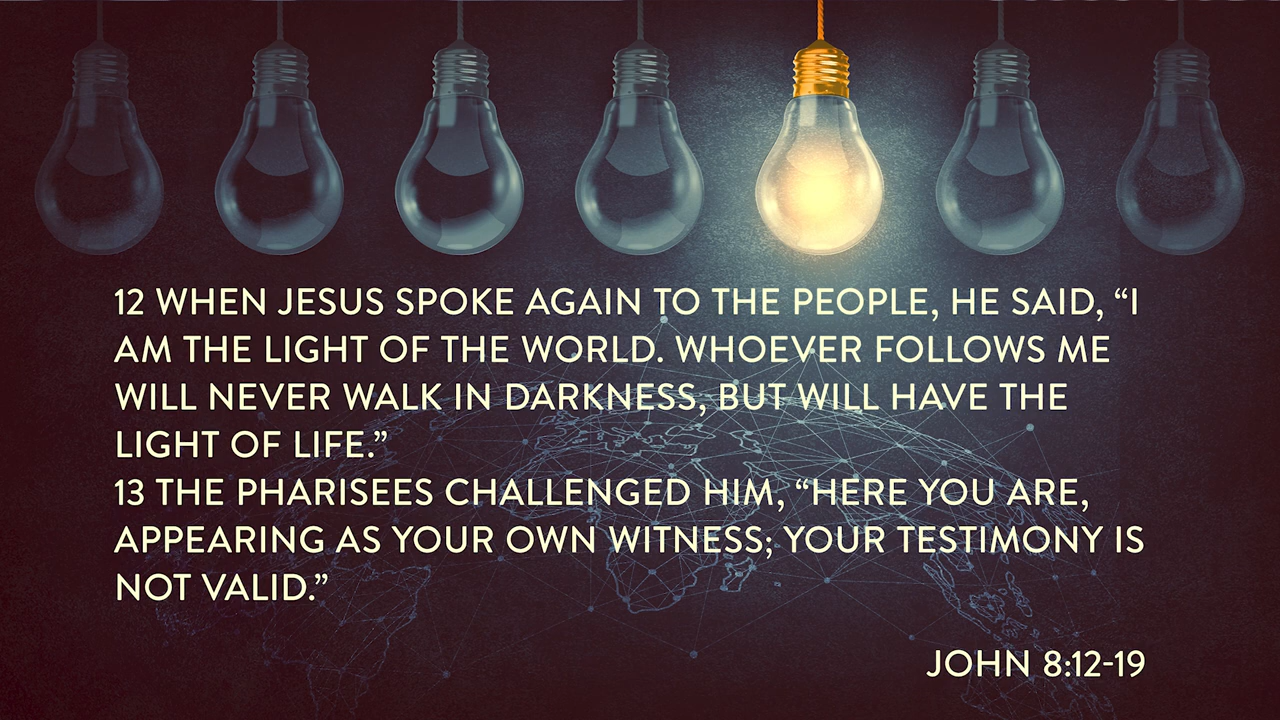 12 WHEN JESUS SPOKE AGAIN TO THE PEOPLE, HE SAID, “I
AM THE LIGHT OF THE WORLD. WHOEVER FOLLOWS ME
WILL NEVER WALK IN DARKNESS, BUT WILL HAVE THE
LIGHT OF LIFE.”
13 THE PHARISEES CHALLENGED HIM, “HERE YOU ARE,
APPEARING AS YOUR OWN WITNESS; YOUR TESTIMONY IS
NOT VALID.”
JOHN 8:12-19